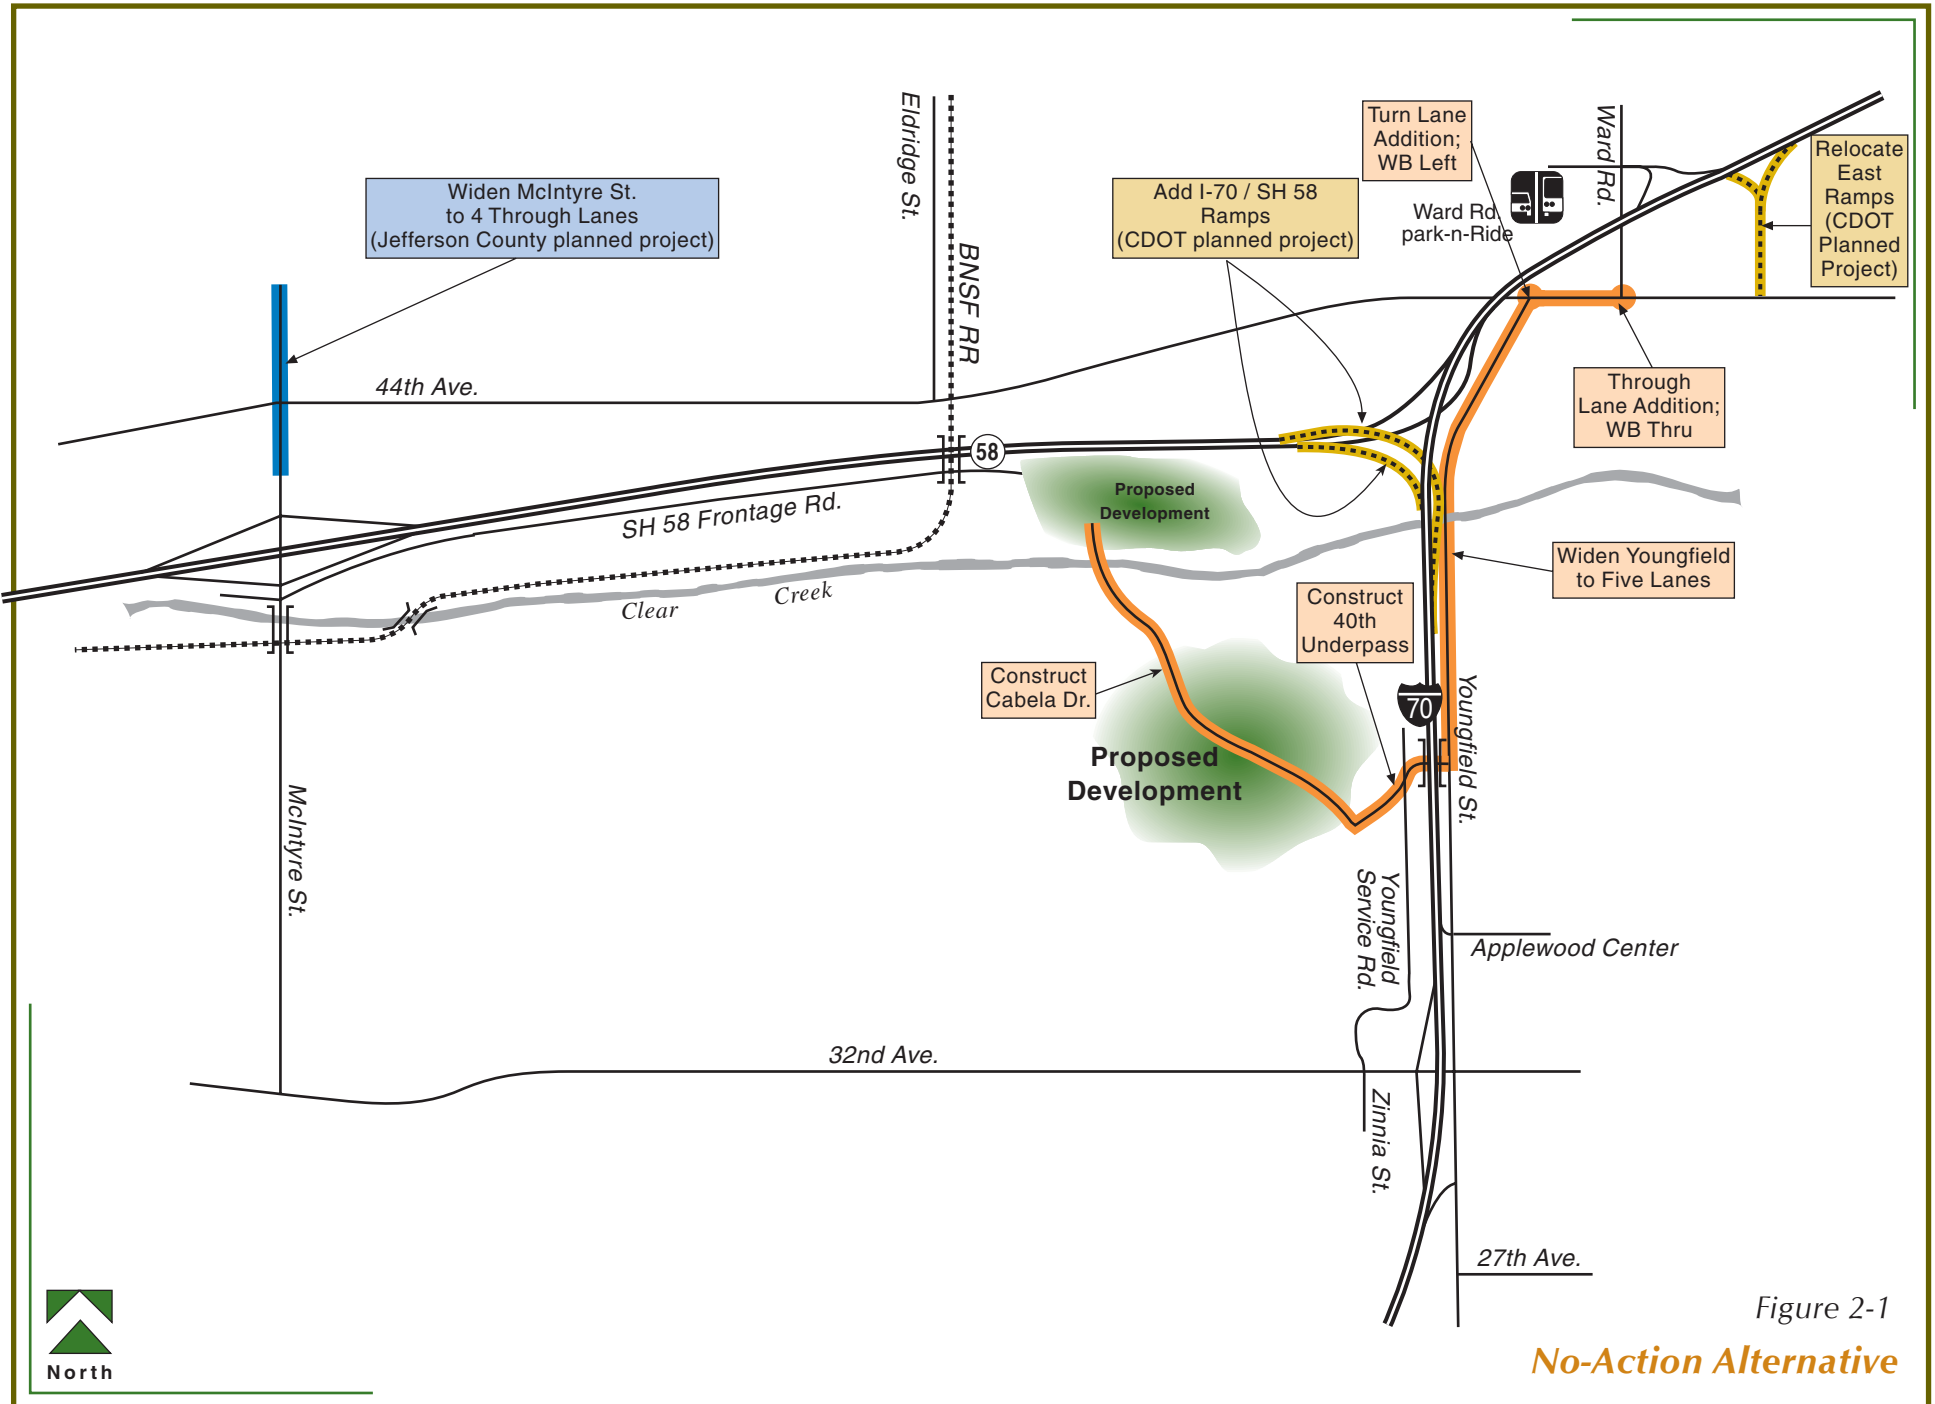 Eldridge St.
BNSF RR
Turn Lane
Addition;
WB Left
Ward Rd.
Relocate
East
Ramps
(CDOT
Planned
Project)
Widen McIntyre St.
to 4 Through Lanes
(Jefferson County planned project)
Add I-70 / SH 58
Ramps
(CDOT planned project)
Ward Rd.
park-n-Ride
44th Ave.
Through
Lane Addition;
WB Thru
58
SH 58 Frontage Rd.
Proposed
Development
Widen Youngfield
to Five Lanes
Clear
Creek
Construct
40th
Underpass
Construct
Cabela Dr.
70
Youngfield St.
Proposed
Development
McIntyre St.
Youngfield
Service Rd.
Applewood Center
32nd Ave.
Zinnia St.
27th Ave.
North
Figure 2-1
No-Action Alternative